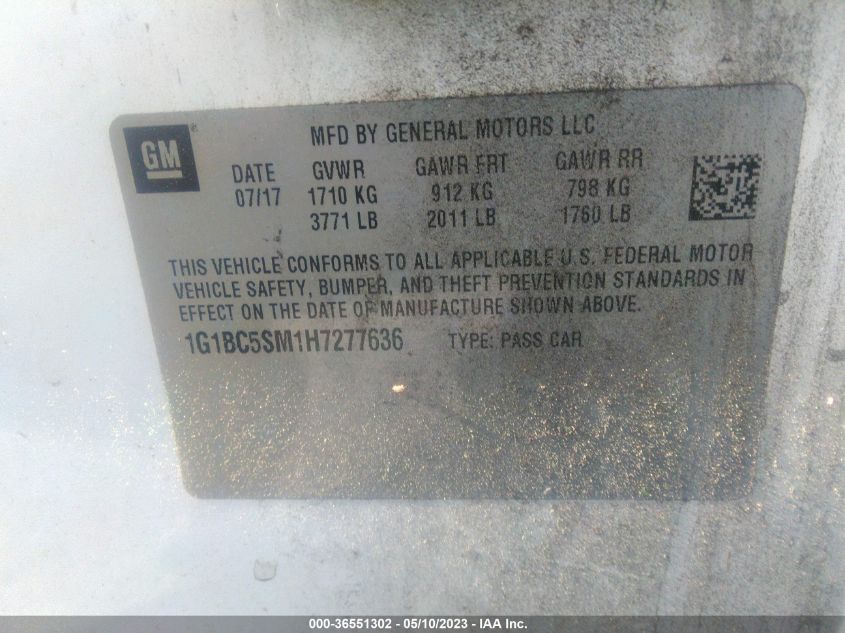 MFD BY GENERAL MOTORS LLC
GM®
DATE GVWR GAWR FRT GAWR RR
07/17 1710 KG 912 KG 798 KG
3771 LB 2011 LB 1760 LB
THIS VEHICLE CONFORMS TO ALL APPLICABLE U.S. FEDERAL MOTOR
VEHICLE SAFETY, BUMPER, AND THEFT PREVENTION STANDARDS IN
EFFECT ON THE DATE OF MANUFACTURE SHOWN ABOVE.
1G1BC5SM1H7277636 TYPE: PASS CAR
000-36551302 - 05/10/2023 - IAA Inc.